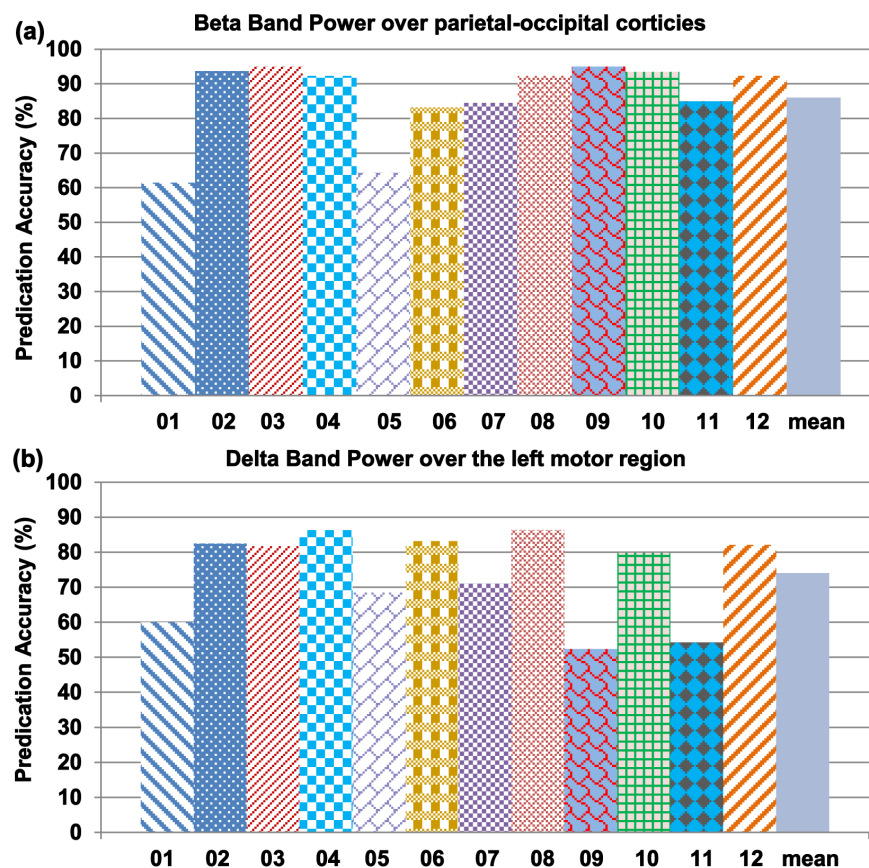 (a)
Beta Band Power over parietal-occipital corticies
Predication Accuracy (%)
100
90
80
70
60
50
40
30
20
10
0
01 02 03 04 05 06 07 08 09 10 11 12 mean
(b)
Delta Band Power over the left motor region
Predication Accuracy (%)
100
90
80
70
60
50
40
30
20
10
0
01 02 03 04 05 06 07 08 09 10 11 12 mean